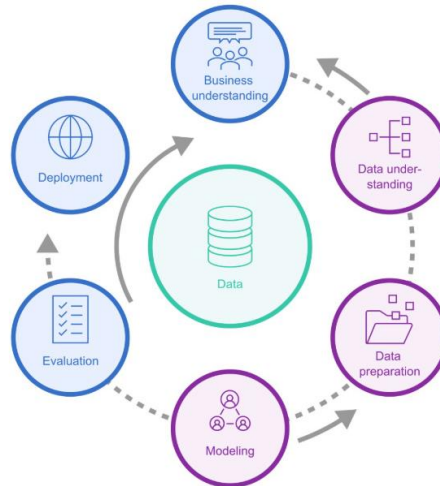 Business
understanding
Data under-
standing
Data
preparation
Modeling
Evaluation
Deployment
Data